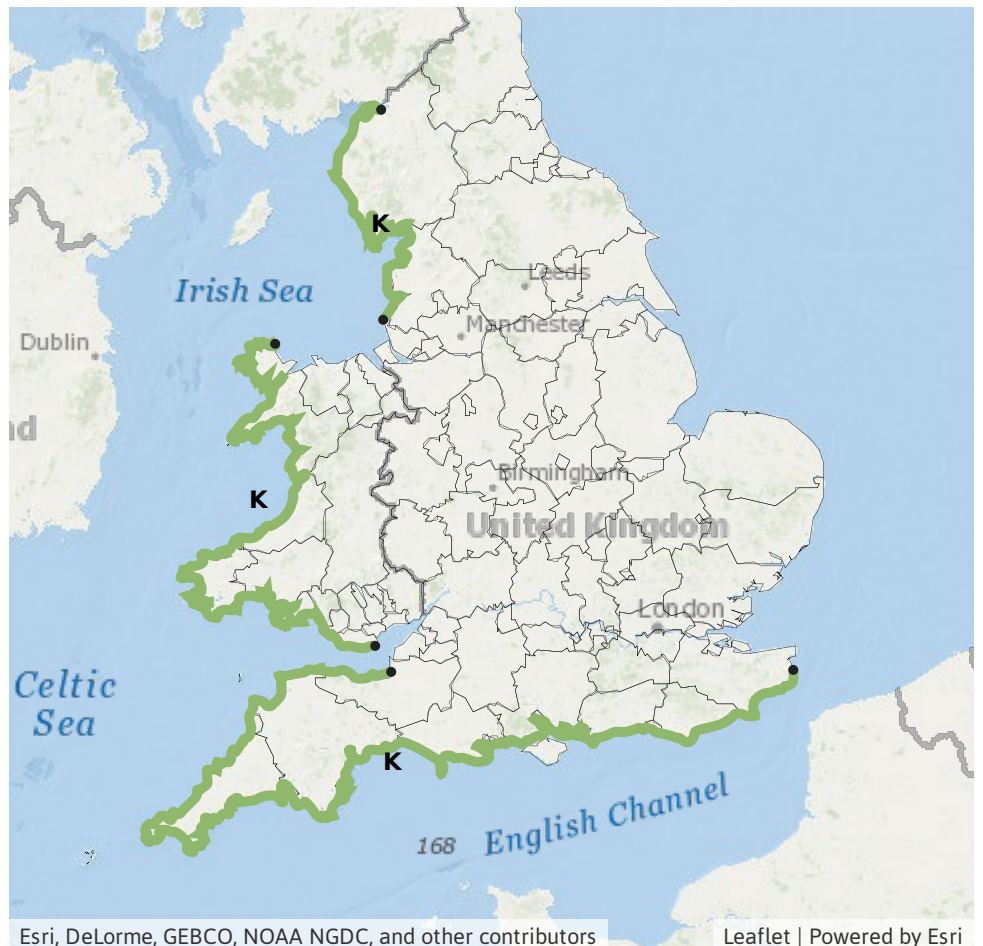 K
Leeds
Irish Sea
Manchester
Dublin
nd
Birmingham
K
United Kingdom
London
Celtic
Sea
K
English Channel
168
Esri, DeLorme, GEBCO, NOAA NGDC, and other contributors
Leaflet | Powered by Esri